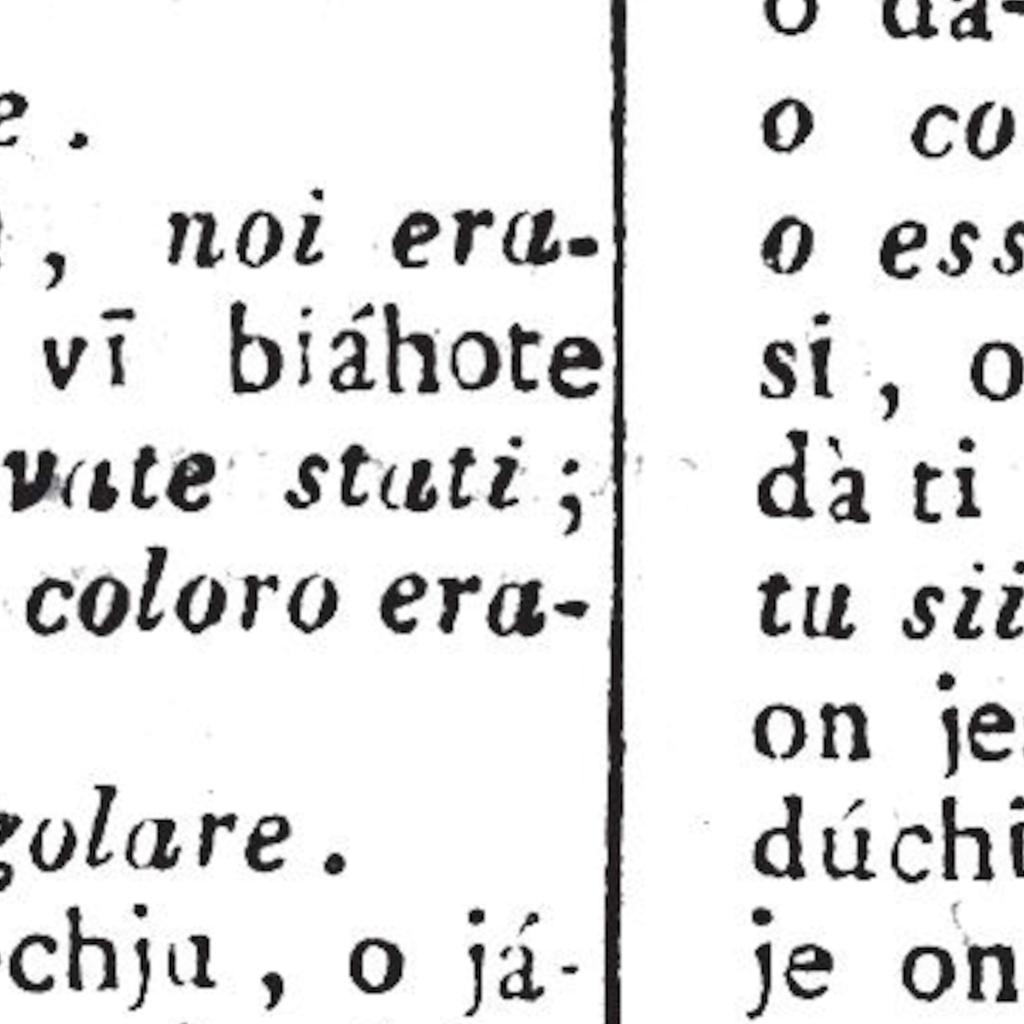 , noi era-
vī biáhote
vate stati ;
coloro era-
golare .
chju , o já-
o da-
o co
o ess
si , o
dà ti
tu sii
on je
dúchi
je on